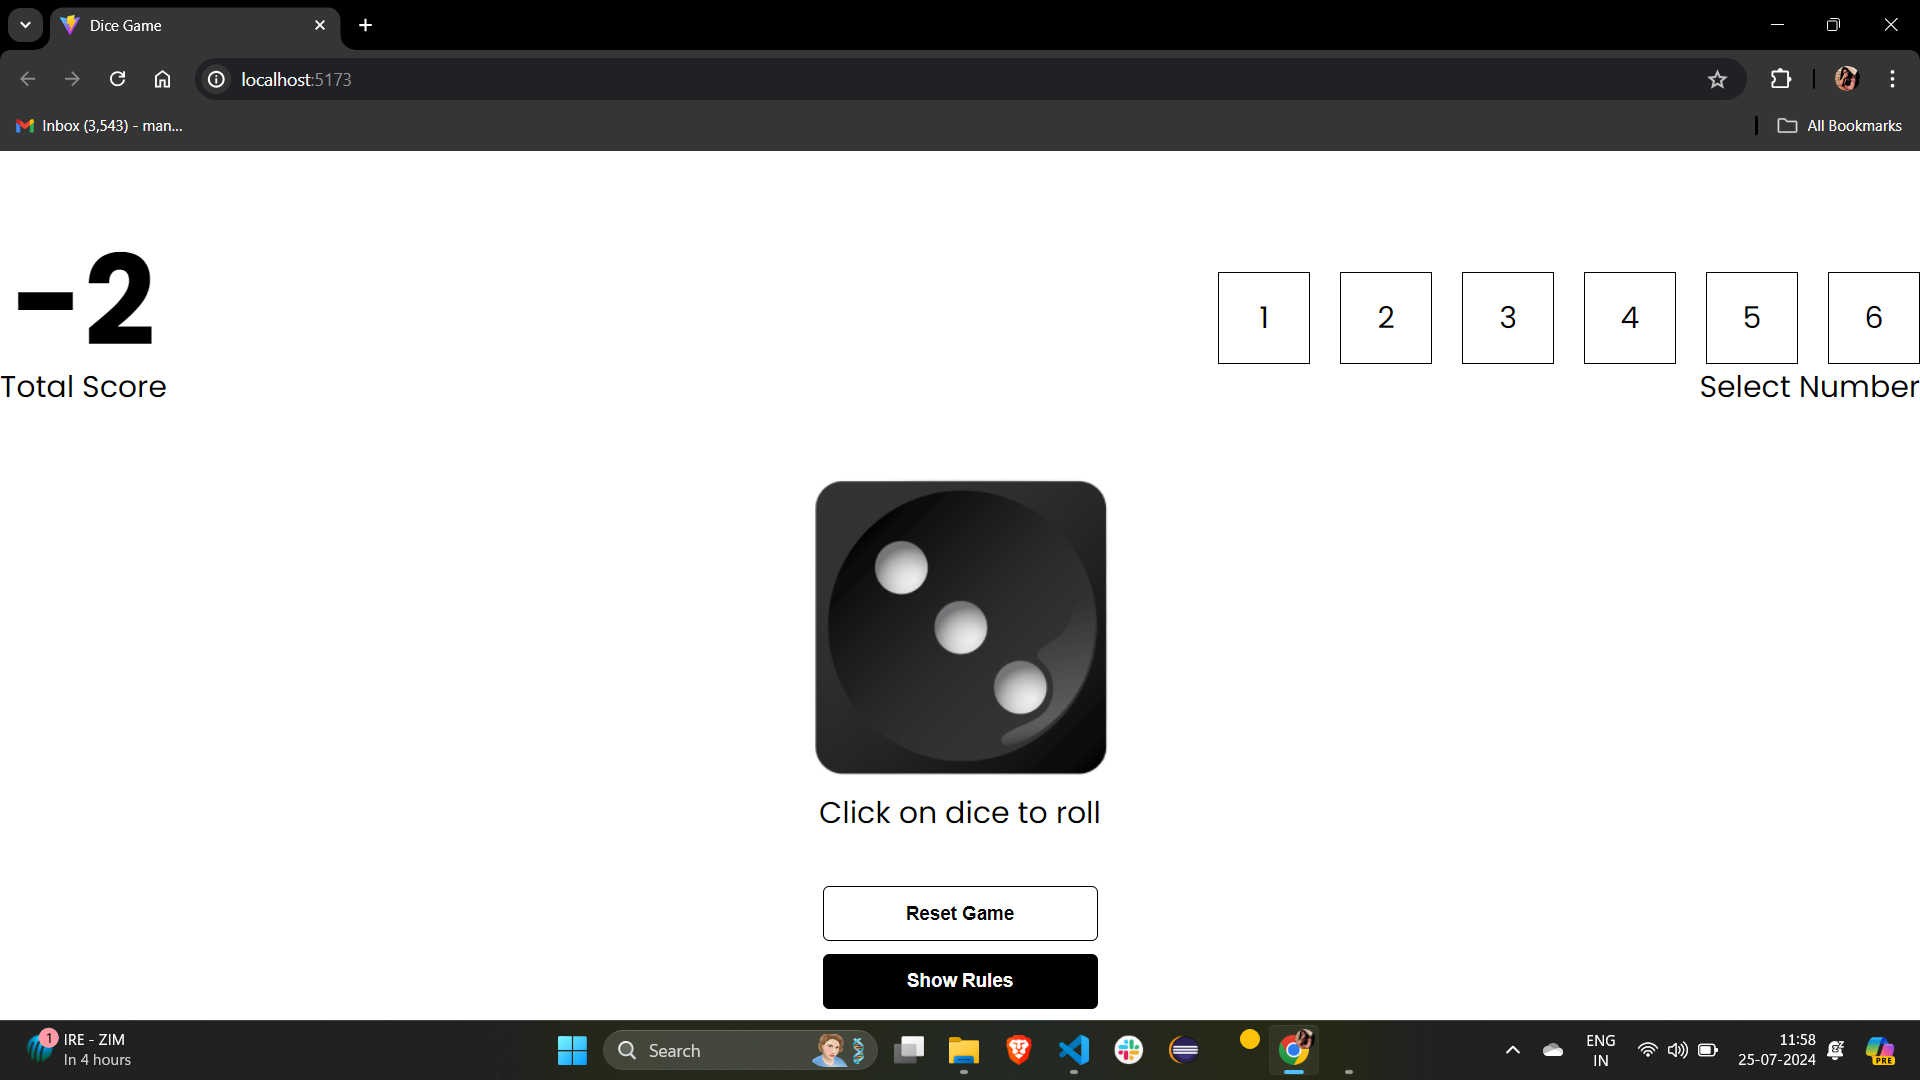 Dice Game
localhost:5173
Inbox (3,543) - man...
All Bookmarks
-2
Total Score
1 2 3 4 5 6
Select Number
Click on dice to roll
Reset Game
Show Rules
1
IRE - ZIM
In 4 hours
Search
ENG
IN
11:58
25-07-2024
PRE